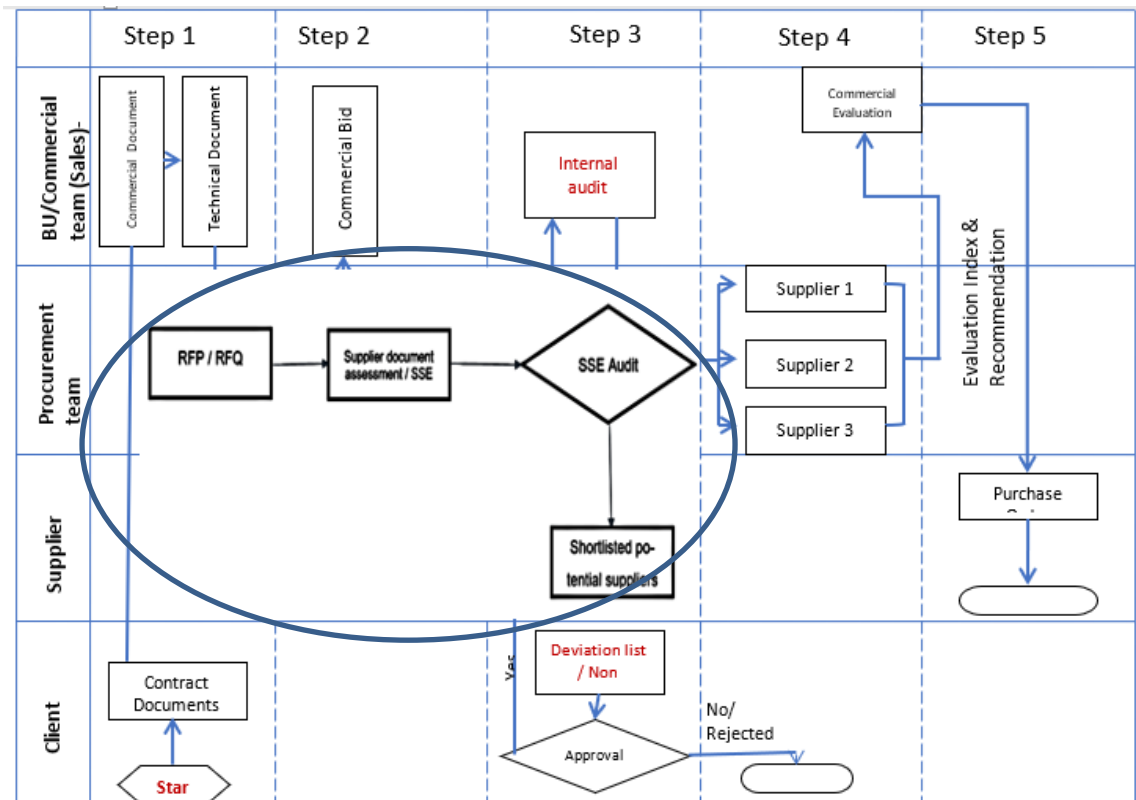 Step 1
Step 2
Step 3
Step 4
Step 5
BU/Commercial
team (Sales)-
Commercial Document
Technical Document
Commercial Bid
Internal
audit
Commercial
Evaluation
Procurement
team
RFP / RFQ
Supplier document
assessment / SSE
SSE Audit
Supplier 1
Supplier 2
Supplier 3
Evaluation Index &
Recommendation
Supplier
Shortlisted po-
tential suppliers
Purchase
Client
Contract
Documents
Star
Yes
Deviation list
/ Non
Approval
No/
Rejected